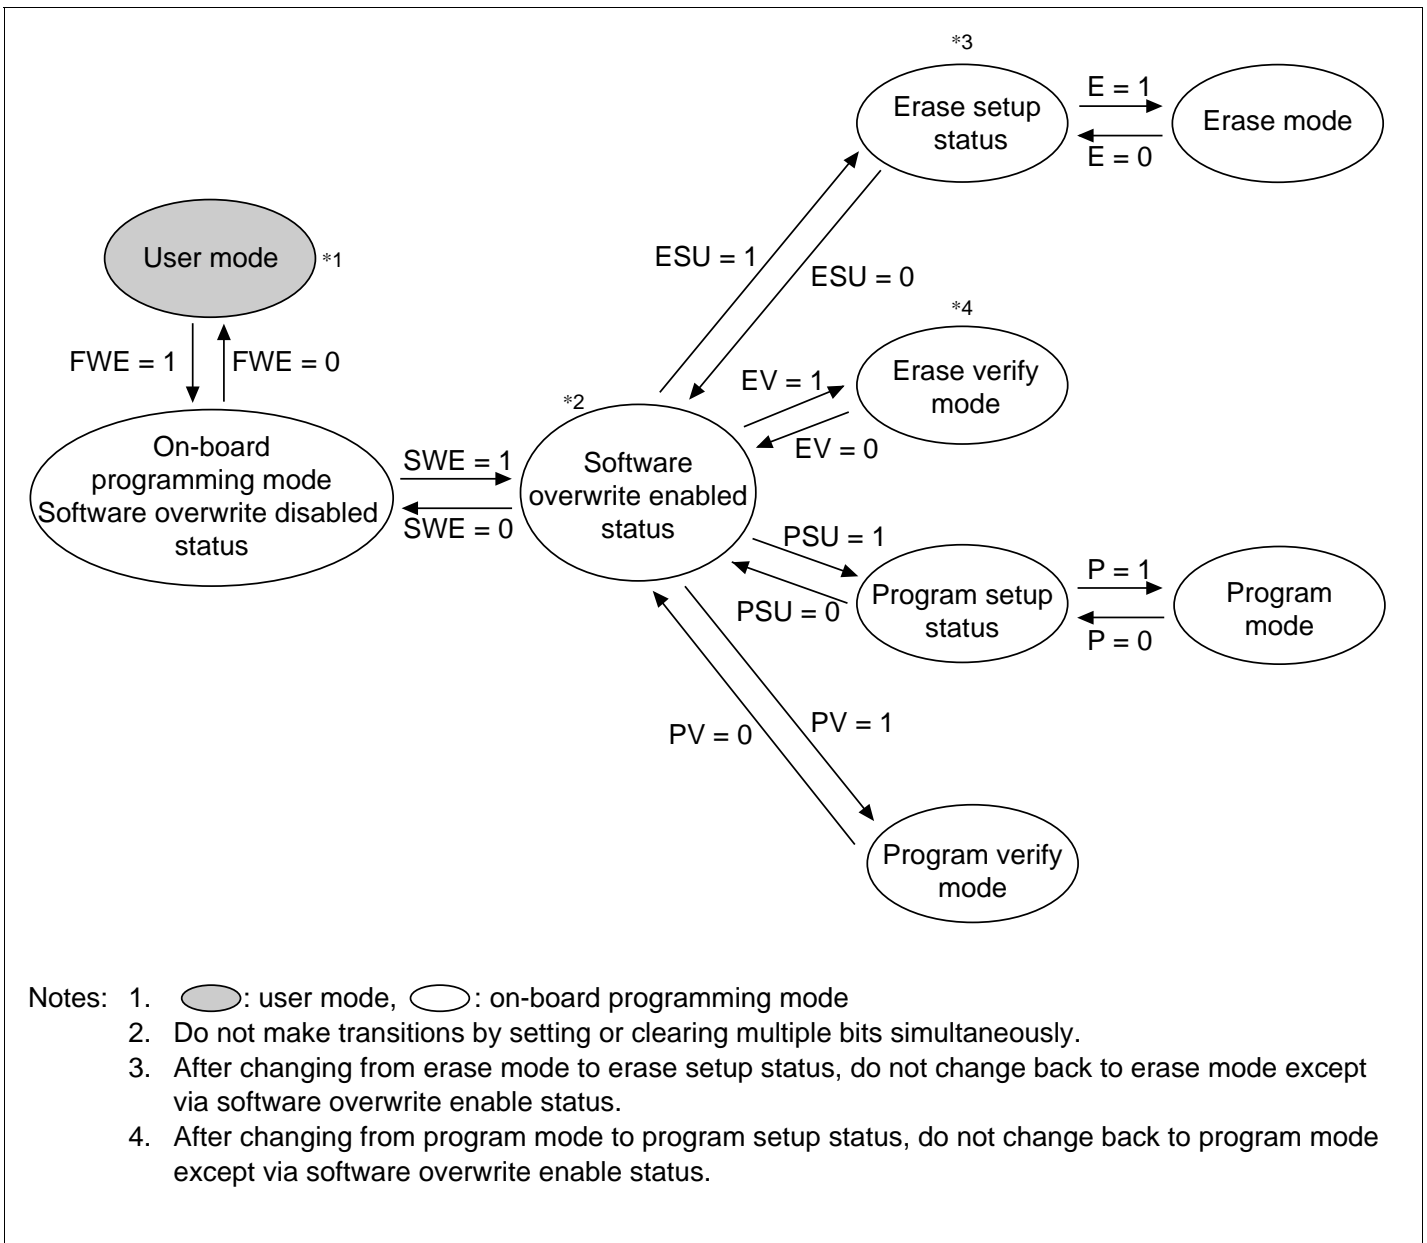 *3
Erase setup
status
E = 1
E = 0
Erase mode
User mode
*1
ESU = 1
ESU = 0
FWE = 1
FWE = 0
*4
Erase verify
mode
EV = 1
EV = 0
*2
On-board
programming mode
Software overwrite disabled
status
SWE = 1
SWE = 0
Software
overwrite enabled
status
PSU = 1
PSU = 0
Program setup
status
P = 1
P = 0
Program
mode
PV = 0
PV = 1
Program verify
mode
Notes: 1. : user mode, : on-board programming mode
2. Do not make transitions by setting or clearing multiple bits simultaneously.
3. After changing from erase mode to erase setup status, do not change back to erase mode except
via software overwrite enable status.
4. After changing from program mode to program setup status, do not change back to program mode
except via software overwrite enable status.